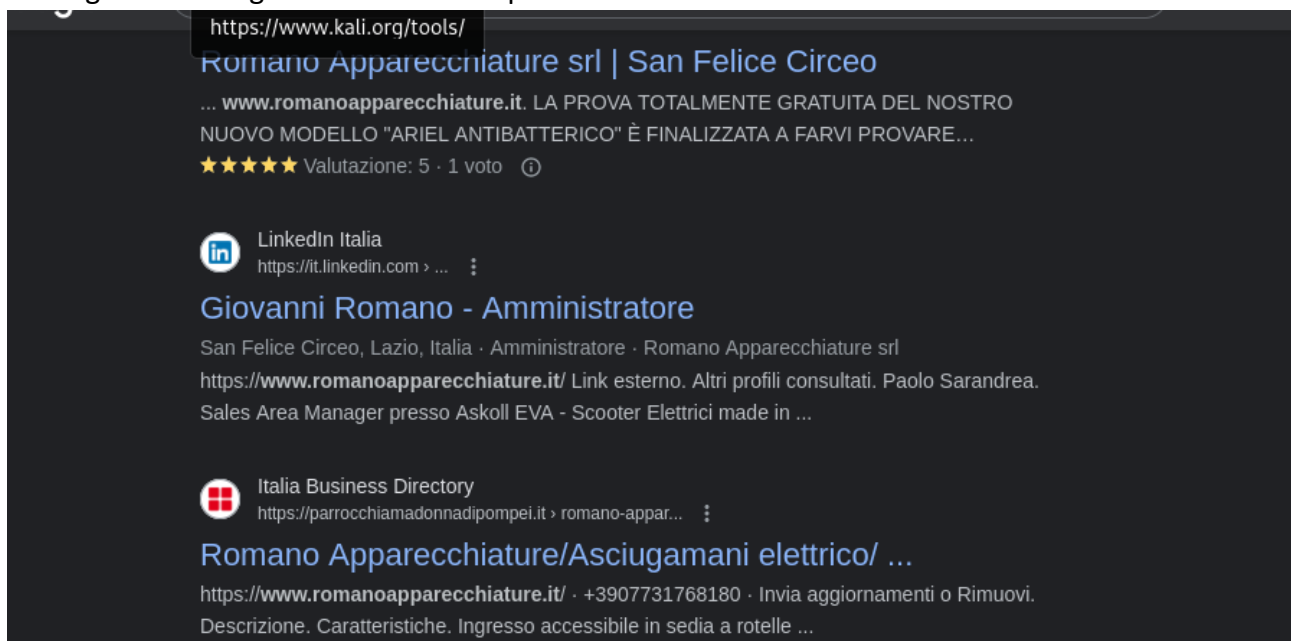 https://www.kali.org/tools/
Romano Apparecchiature srl | San Felice Circeo
... www.romanoapparecchiature.it. LA PROVA TOTALMENTE GRATUITA DEL NOSTRO
NUOVO MODELLO "ARIEL ANTIBATTERICO" È FINALIZZATA A FARVI PROVARE...
Valutazione: 5 · 1 voto
LinkedIn Italia
https://it.linkedin.com › ...
Giovanni Romano - Amministratore
San Felice Circeo, Lazio, Italia · Amministratore · Romano Apparecchiature srl
https://www.romanoapparecchiature.it/ Link esterno. Altri profili consultati. Paolo Sarandrea.
Sales Area Manager presso Askoll EVA - Scooter Elettrici made in ...
Italia Business Directory
https://parrocchiamadonnadipompei.it › romano-appar...
Romano Apparecchiature/Asciugamani elettrico/ ...
https://www.romanoapparecchiature.it/ · +3907731768180 · Invia aggiornamenti o Rimuovi.
Descrizione. Caratteristiche. Ingresso accessibile in sedia a rotelle ...